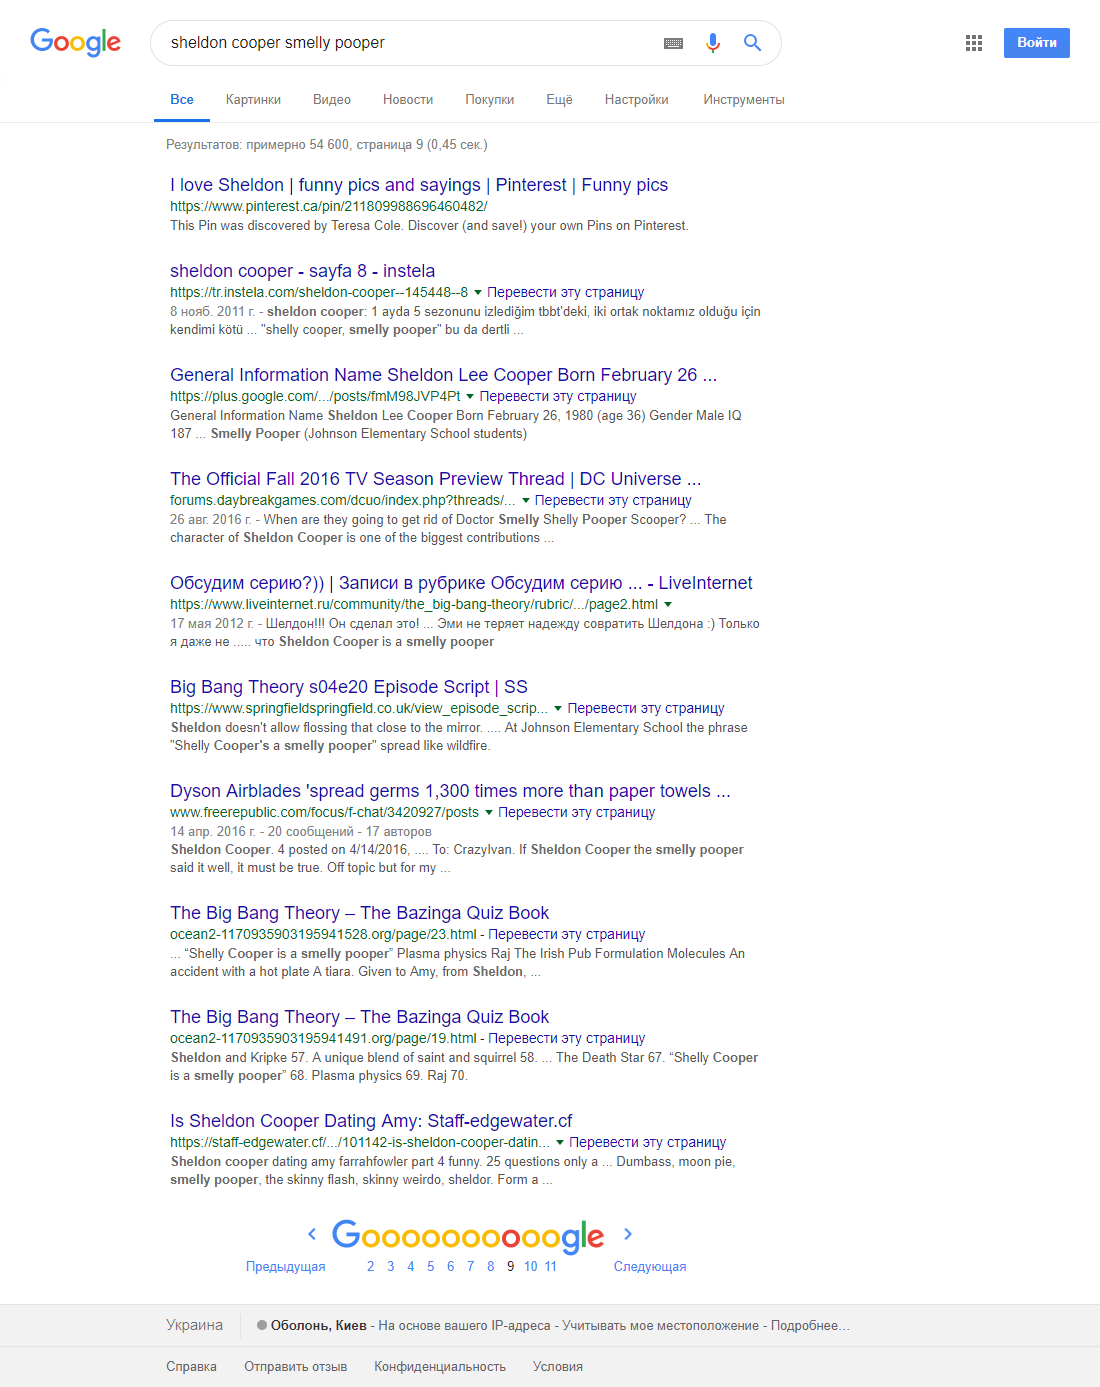 Google
sheldon cooper smelly pooper
Войти
Все Картинки Видео Новости Покупки Ещё Настройки Инструменты
Результатов: примерно 54 600, страница 9 (0,45 сек.)
I love Sheldon | funny pics and sayings | Pinterest | Funny pics
https://www.pinterest.ca/pin/211809988696460482/
This Pin was discovered by Teresa Cole. Discover (and save!) your own Pins on Pinterest.
sheldon cooper - sayfa 8 - instela
https://tr.instela.com/sheldon-cooper--145448--8 Перевести эту страницу
8 нояб. 2011 г. - sheldon cooper: 1 ayda 5 sezonunu izlediğim tbbt'deki, iki ortak noktamız olduğu için
kendimi kötü ... "shelly cooper, smelly pooper" bu da dertli ...
General Information Name Sheldon Lee Cooper Born February 26 ...
https://plus.google.com/.../posts/fmM98JVP4Pt Перевести эту страницу
General Information Name Sheldon Lee Cooper Born February 26, 1980 (age 36) Gender Male IQ
187 ... Smelly Pooper (Johnson Elementary School students)
The Official Fall 2016 TV Season Preview Thread | DC Universe ...
forums.daybreakgames.com/dcuo/index.php?threads/... Перевести эту страницу
26 авг. 2016 г. - When are they going to get rid of Doctor Smelly Shelly Pooper Scooper? ... The
character of Sheldon Cooper is one of the biggest contributions ...
Обсудим серию?)) | Записи в рубрике Обсудим серию ... - LiveInternet
https://www.liveinternet.ru/community/the_big-bang-theory/rubric/.../page2.html
17 мая 2012 г. - Шелдон!!! Он сделал это! ... Эми не теряет надежду совратить Шелдона :) Только
я даже не ..... что Sheldon Cooper is a smelly pooper
Big Bang Theory s04e20 Episode Script | SS
https://www.springfieldspringfield.co.uk/view_episode_scrip... Перевести эту страницу
Sheldon doesn't allow flossing that close to the mirror. .... At Johnson Elementary School the phrase
"Shelly Cooper's a smelly pooper" spread like wildfire.
Dyson Airblades 'spread germs 1,300 times more than paper towels ...
www.freerepublic.com/focus/f-chat/3420927/posts Перевести эту страницу
14 апр. 2016 г. - 20 сообщений - 17 авторов
Sheldon Cooper. 4 posted on 4/14/2016, .... To: CrazyIvan. If Sheldon Cooper the smelly pooper
said it well, it must be true. Off topic but for my ...
The Big Bang Theory – The Bazinga Quiz Book
ocean2-1170935903195941528.org/page/23.html - Перевести эту страницу
... “Shelly Cooper is a smelly pooper” Plasma physics Raj The Irish Pub Formulation Molecules An
accident with a hot plate A tiara. Given to Amy, from Sheldon, ...
The Big Bang Theory – The Bazinga Quiz Book
ocean2-1170935903195941491.org/page/19.html - Перевести эту страницу
Sheldon and Kripke 57. A unique blend of saint and squirrel 58. ... The Death Star 67. “Shelly Cooper
is a smelly pooper” 68. Plasma physics 69. Raj 70.
Is Sheldon Cooper Dating Amy: Staff-edgewater.cf
https://staff-edgewater.cf/.../101142-is-sheldon-cooper-datin... Перевести эту страницу
Sheldon cooper dating amy farrahfowler part 4 funny. 25 questions only a ... Dumbass, moon pie,
smelly pooper, the skinny flash, skinny weirdo, sheldor. Form a ...
Goooooooooogle
Предыдущая 2 3 4 5 6 7 8 9 10 11 Следующая
Украина Оболонь, Киев - На основе вашего IP-адреса - Учитывать мое местоположение - Подробнее…
Справка Отправить отзыв Конфиденциальность Условия